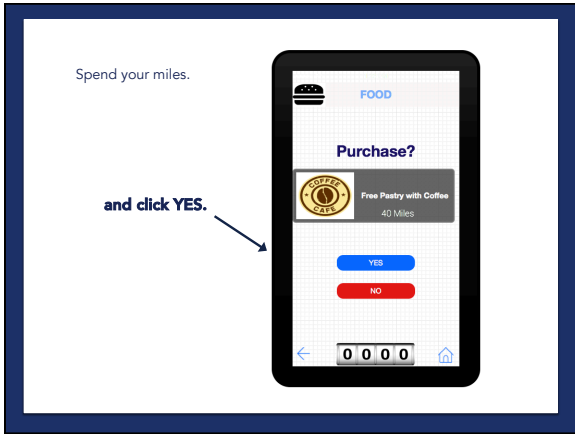 Spend your miles.
FOOD
Purchase?
COFFEE
CAFE
Free Pastry with Coffee
40 Miles
and click YES.
YES
NO
0 0 0 0